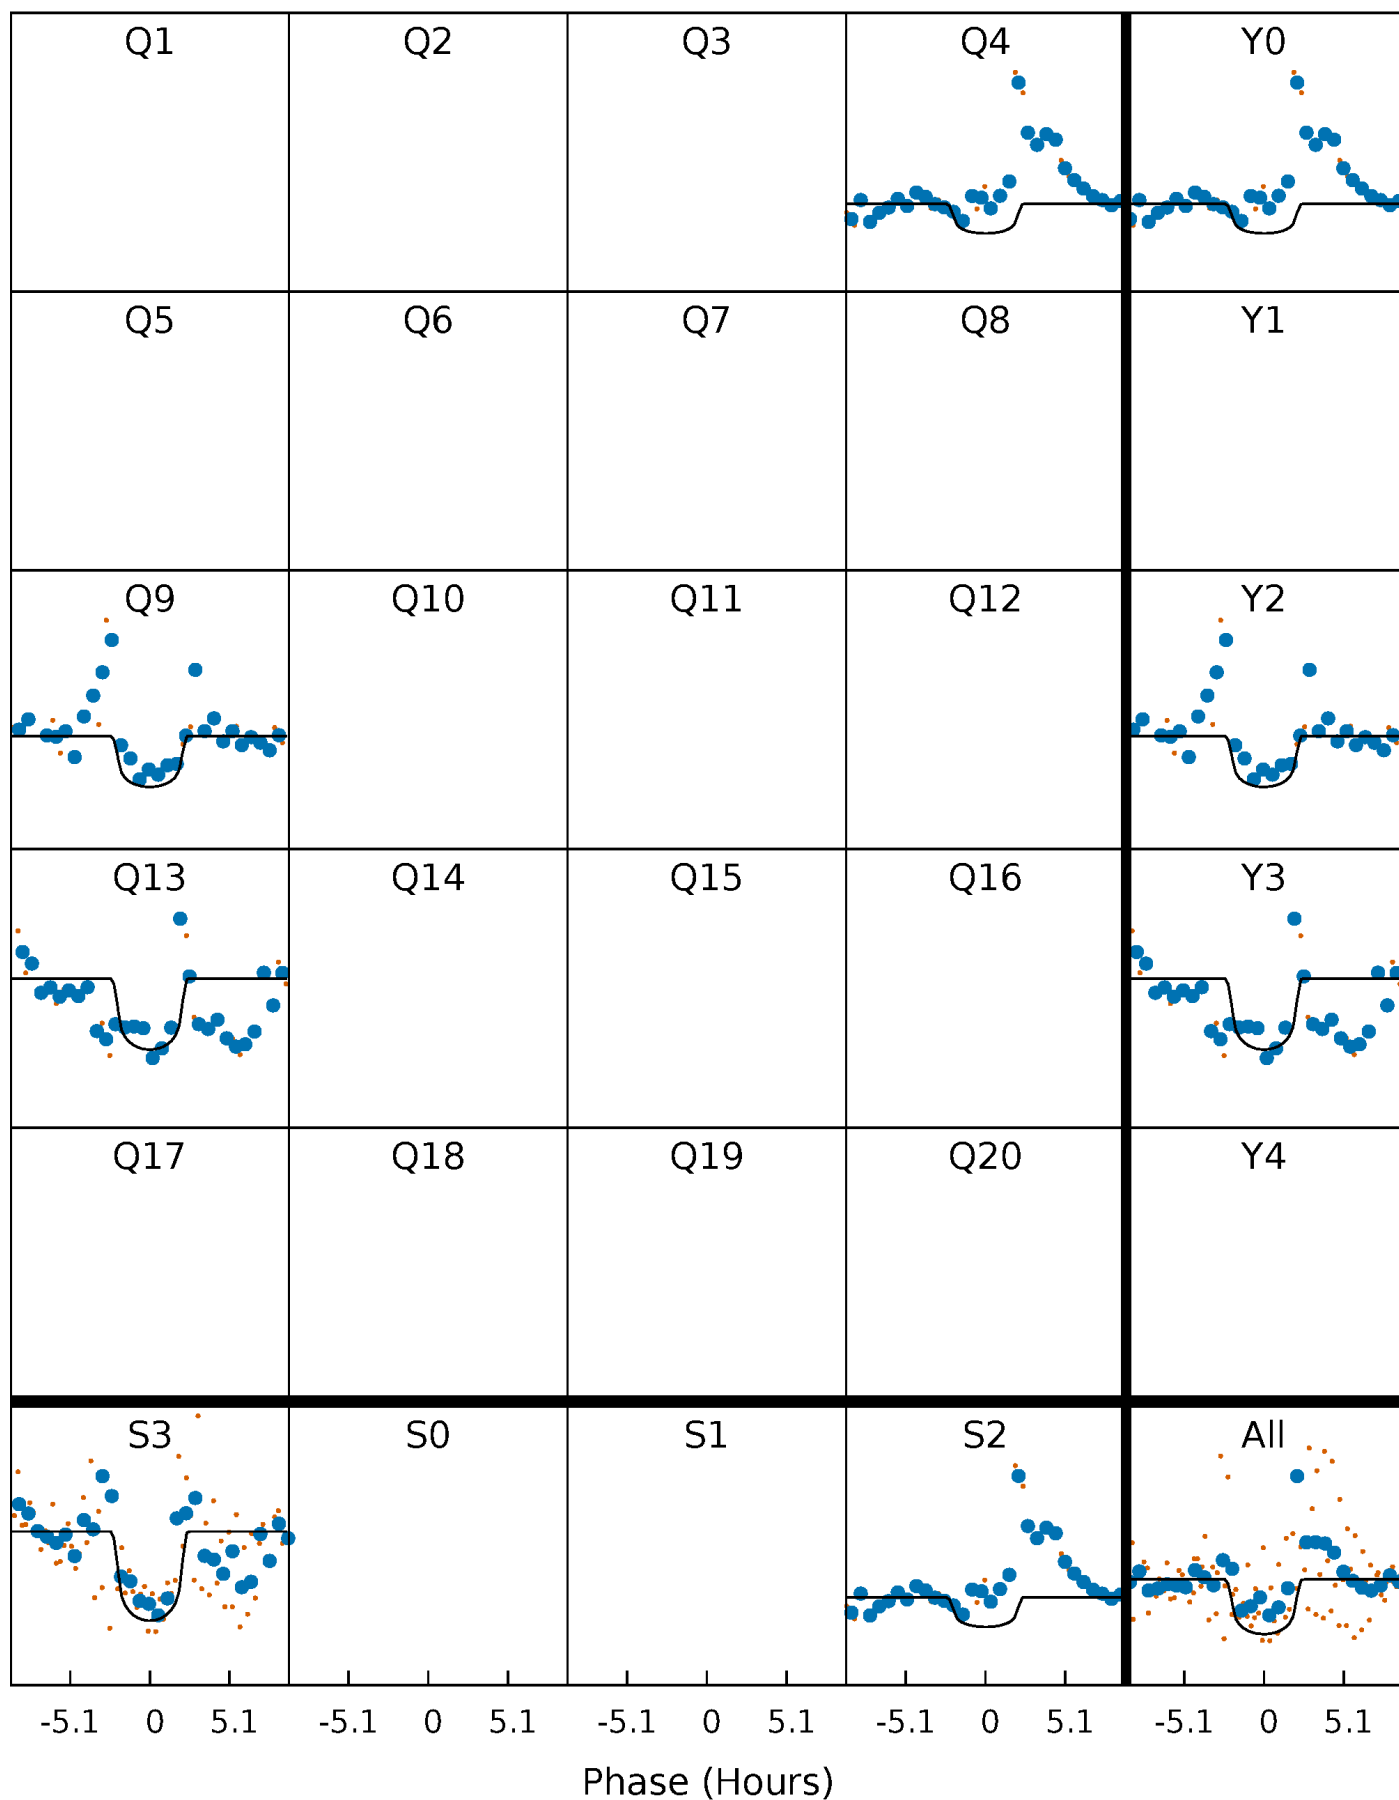 Q1 Q2 Q3 Q4 Y0
Q5 Q6 Q7 Q8 Y1
Q9 Q10 Q11 Q12 Y2
Q13 Q14 Q15 Q16 Y3
Q17 Q18 Q19 Q20 Y4
S3 S0 S1 S2 All
-5.1 0 5.1 -5.1 0 5.1 -5.1 0 5.1 -5.1 0 5.1 -5.1 0 5.1
Phase (Hours)